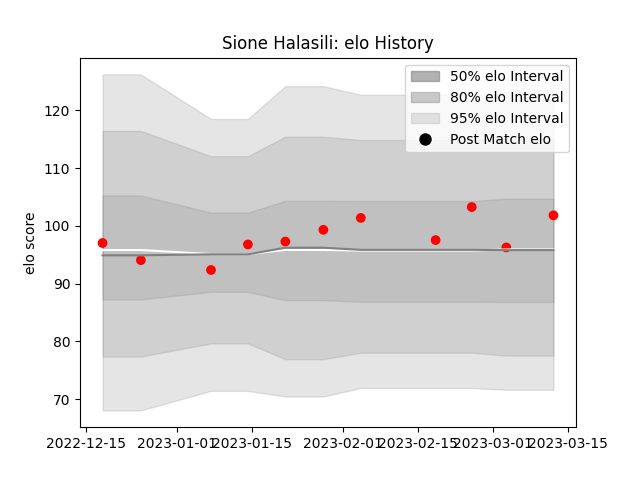 Sione Halasili: elo History
50% elo Interval
80% elo Interval
95% elo Interval
Post Match elo
elo score
120
110
100
90
80
70
2022-12-15
2023-01-01
2023-01-15
2023-02-01
2023-02-15
2023-03-01
2023-03-15